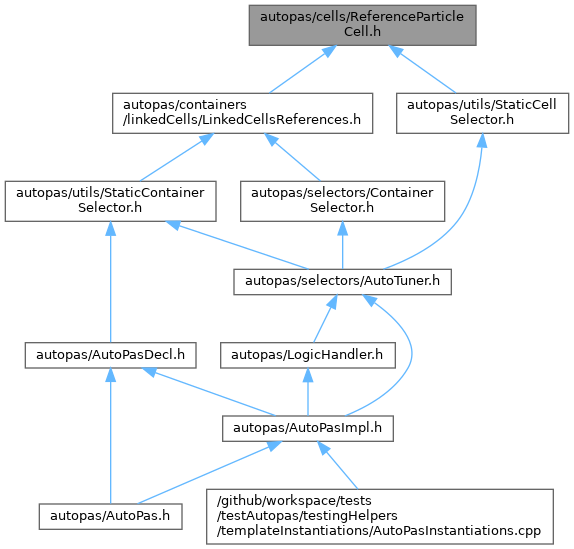 autopas/cells/ReferenceParticle
Cell.h
autopas/containers
/linkedCells/LinkedCellsReferences.h
autopas/utils/StaticCell
Selector.h
autopas/utils/StaticContainer
Selector.h
autopas/selectors/Container
Selector.h
autopas/selectors/AutoTuner.h
autopas/AutoPasDecl.h
autopas/LogicHandler.h
autopas/AutoPasImpl.h
autopas/AutoPas.h
/github/workspace/tests
/testAutopas/testingHelpers
/templateInstantiations/AutoPasInstantiations.cpp